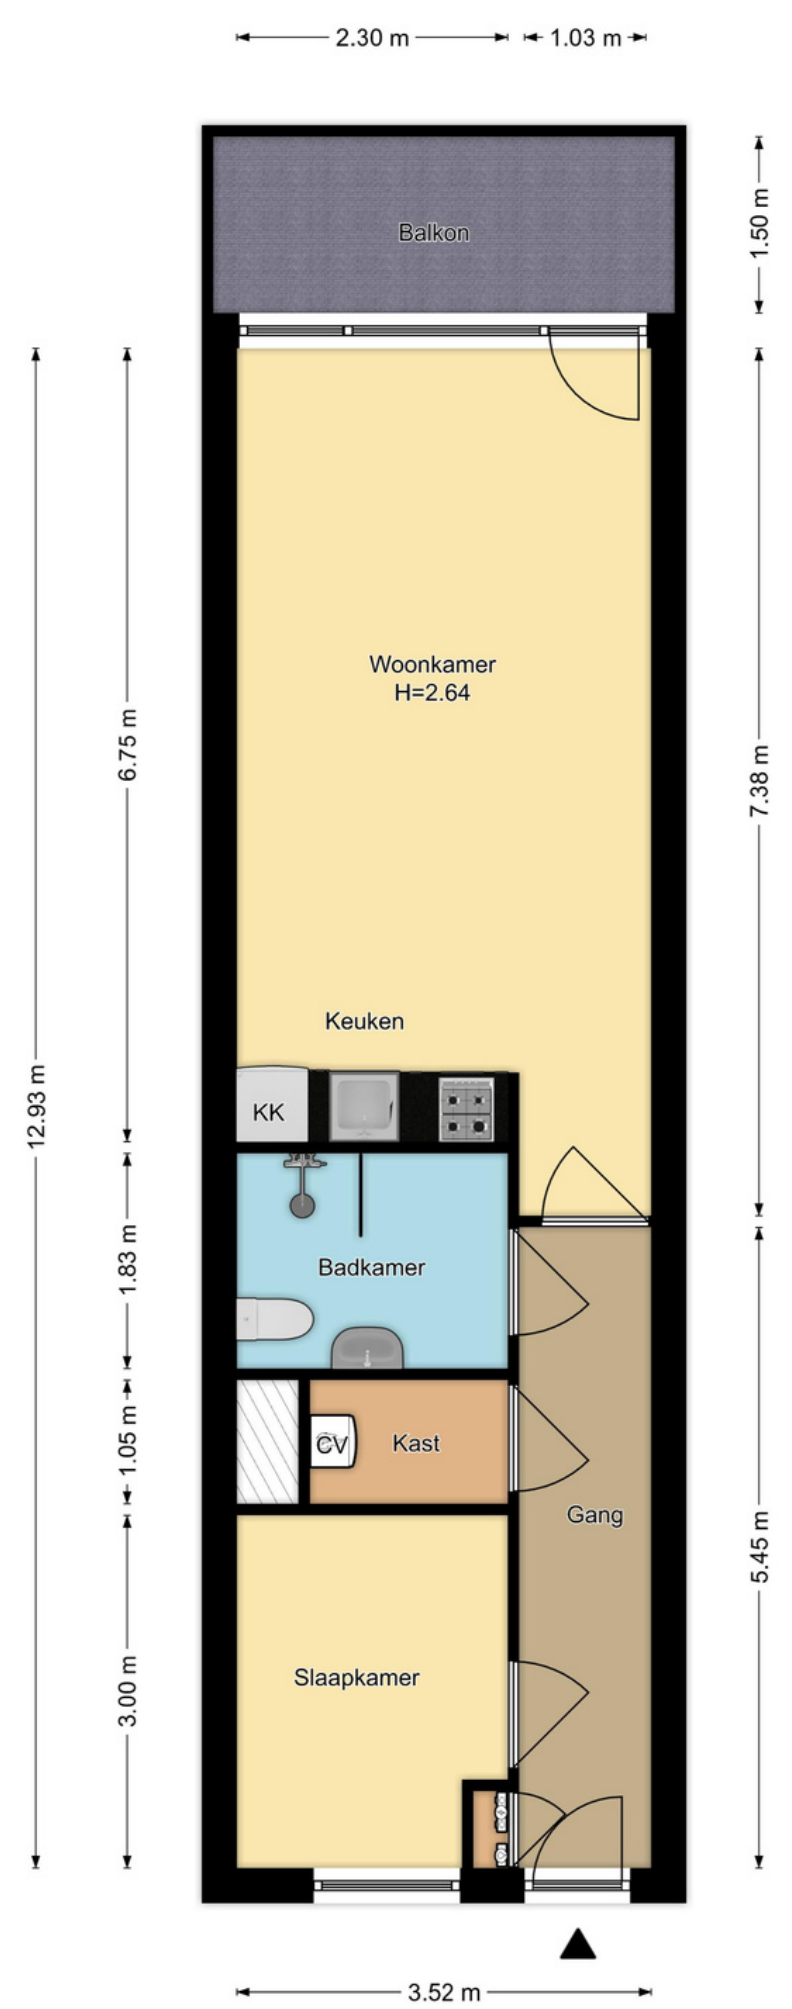 2.30 m
1.03 m
Balkon
1.50 m
Woonkamer
H=2.64
6.75 m
7.38 m
Keuken
KK
12.93 m
Badkamer
1.83 m
CV
Kast
1.05 m
Gang
5.45 m
Slaapkamer
3.00 m
3.52 m